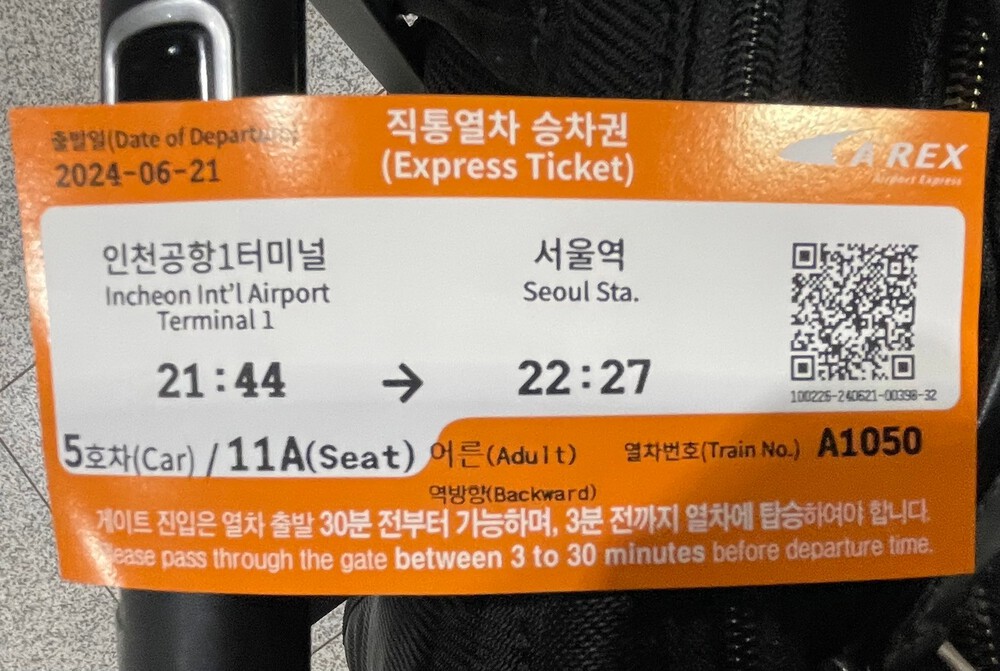 직통열차 승차권
(Express Ticket)
출발일(Date of Departure)
2024-06-21
A'REX
Airport Express
인천공항1터미널
Incheon Int'l Airport
Terminal 1
서울역
Seoul Sta.
21:44 → 22:27
100226-240621-00398-32
5호차(Car) / 11A(Seat) 어른(Adult) 열차번호(Train No.) A1050
역방향(Backward)
게이트 진입은 열차 출발 30분 전부터 가능하며, 3분 전까지 열차에 탑승하여야 합니다.
Please pass through the gate between 3 to 30 minutes before departure time.